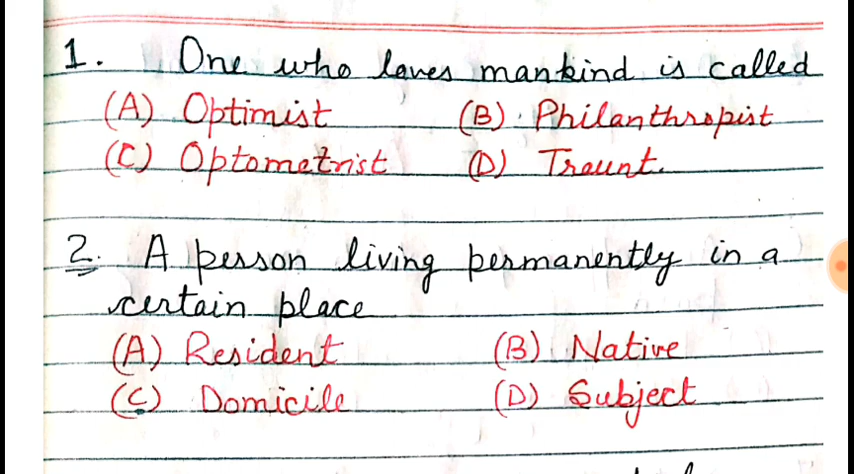 1. One who loves mankind is called
(A) Optimist (B) Philanthropist
(C) Optometrist (D) Traunt.
2. A person living permanently in a
certain place
(A) Resident (B) Native
(C) Domicile (D) Subject